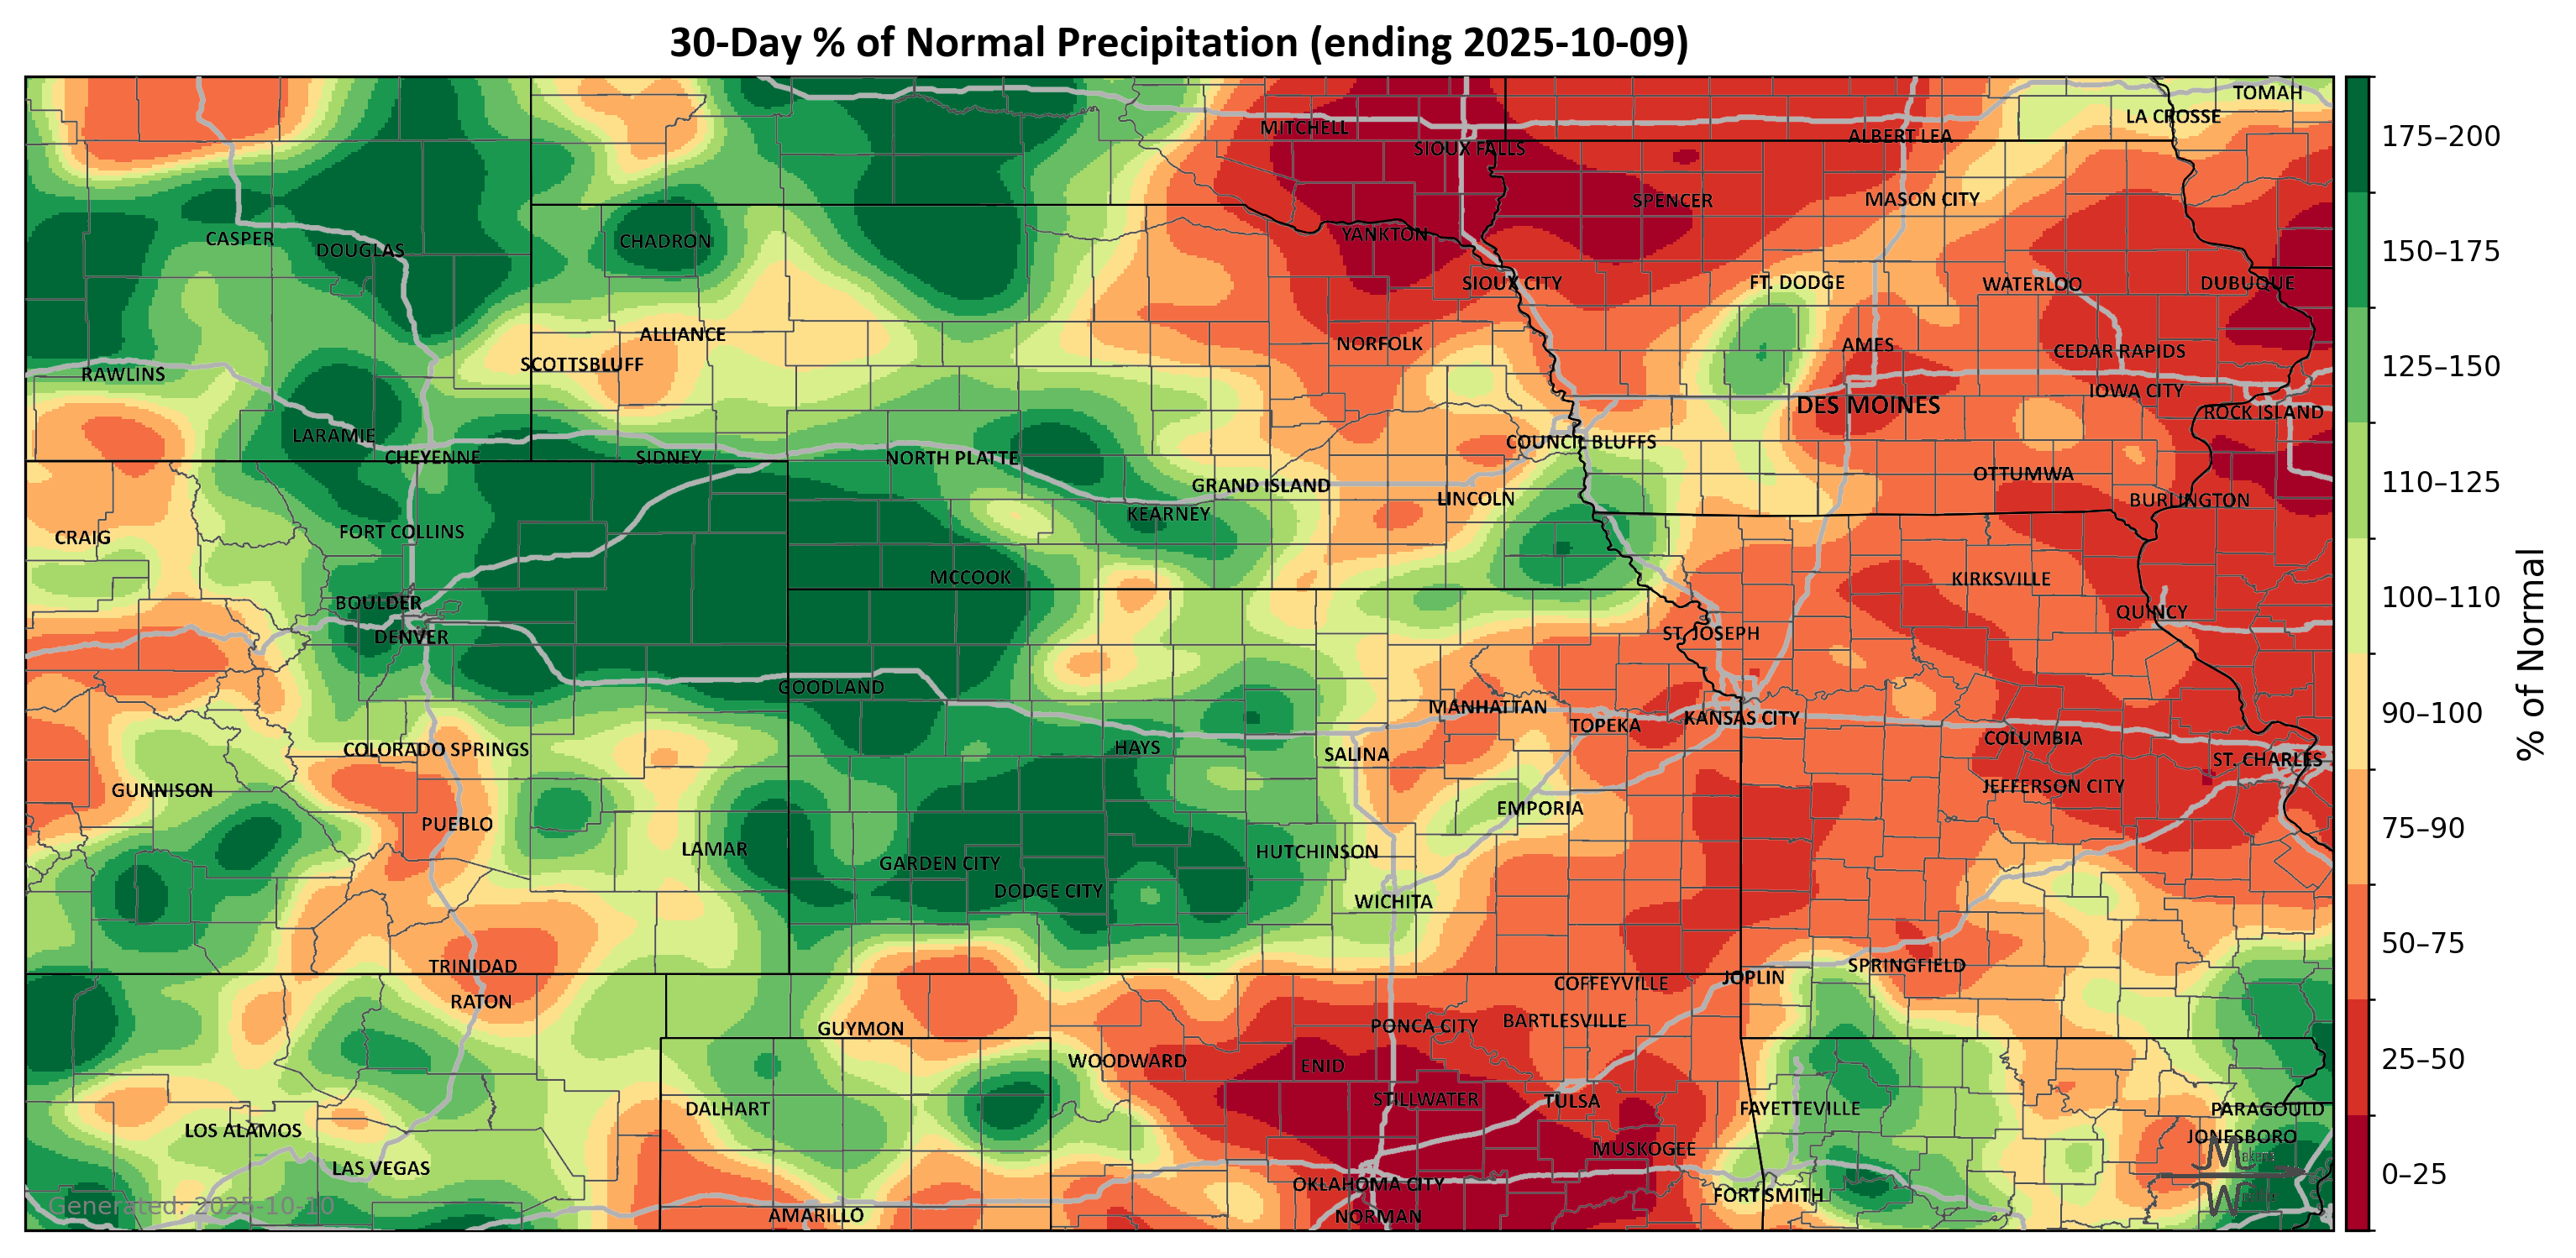 30-Day % of Normal Precipitation (ending 2025-10-09)
TOMAH
LA CROSSE
MITCHELL
ALBERT LEA
SIOUX FALLS
SPENCER
MASON CITY
YANKTON
CASPER
DOUGLAS
CHADRON
SIOUX CITY
FT. DODGE
WATERLOO
DUBUQUE
ALLIANCE
NORFOLK
AMES
CEDAR RAPIDS
SCOTTSBLUFF
RAWLINS
IOWA CITY
DES MOINES
ROCK ISLAND
LARAMIE
COUNCIL BLUFFS
CHEYENNE
SIDNEY
NORTH PLATTE
OTTUMWA
GRAND ISLAND
LINCOLN
BURLINGTON
KEARNEY
FORT COLLINS
CRAIG
MCCOOK
KIRKSVILLE
BOULDER
QUINCY
DENVER
ST. JOSEPH
GOODLAND
MANHATTAN
TOPEKA
KANSAS CITY
COLUMBIA
COLORADO SPRINGS
HAYS
SALINA
ST. CHARLES
GUNNISON
JEFFERSON CITY
EMPORIA
PUEBLO
LAMAR
HUTCHINSON
GARDEN CITY
DODGE CITY
WICHITA
TRINIDAD
SPRINGFIELD
JOPLIN
COFFEYVILLE
RATON
GUYMON
PONCA CITY
BARTLESVILLE
WOODWARD
ENID
STILLWATER
TULSA
DALHART
FAYETTEVILLE
PARAGOULD
LOS ALAMOS
JONESBORO
MUSKOGEE
LAS VEGAS
OKLAHOMA CITY
FORT SMITH
AMARILLO
NORMAN
Generated: 2025-10-10
175–200
150–175
125–150
110–125
100–110
90–100
75–90
50–75
25–50
0–25
% of Normal